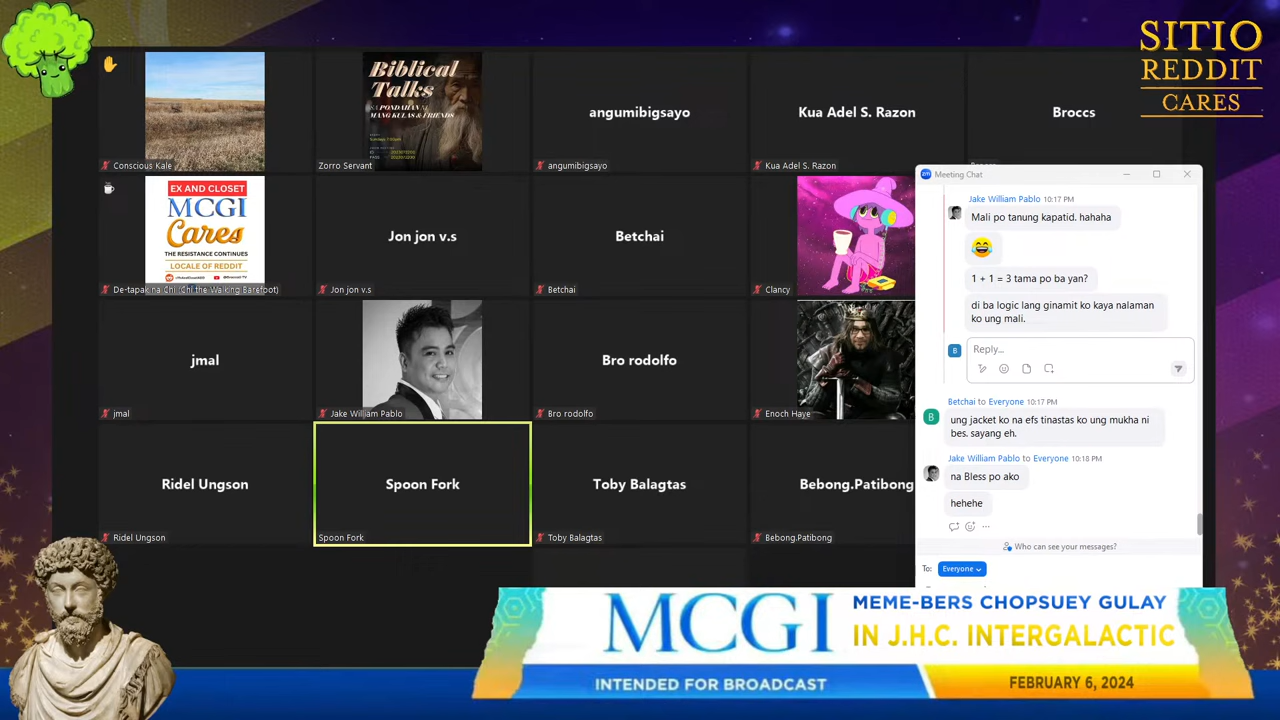 SITIO
REDDIT
CARES
Conscious Kale
Biblical
Talks
SA PONDAHAN NI
MANG KULAS & FRIENDS
Zorro Servant
angumibigsayo
angumibigsayo
Kua Adel S. Razon
Kua Adel S. Razon
Broccs
EX AND CLOSET
MCGI
Cares
THE RESISTANCE CONTINUES
LOCALE OF REDDIT
De-tapak na Chi (Chi the Walking Barefoot)
Jon jon v.s
Jon jon v.s
Betchai
Betchai
Clancy
jmal
jmal
Jake William Pablo
Bro rodolfo
Bro rodolfo
Enoch Haye
Ridel Ungson
Ridel Ungson
Spoon Fork
Spoon Fork
Toby Balagtas
Toby Balagtas
Bebong.Patibong
Bebong.Patibong
zm Meeting Chat
Jake William Pablo 10:17 PM
Mali po tanung kapatid. hahaha
1 + 1 = 3 tama po ba yan?
di ba logic lang ginamit ko kaya nalaman
ko ung mali.
B
Reply...
Betchai to Everyone 10:17 PM
B
ung jacket ko na efs tinastas ko ung mukha ni
bes. sayang eh.
Jake William Pablo to Everyone 10:18 PM
na Bless po ako
hehehe
Who can see your messages?
To: Everyone
MCGI
MEME-BERS CHOPSUEY GULAY
IN J.H.C. INTERGALACTIC
INTENDED FOR BROADCAST
FEBRUARY 6, 2024